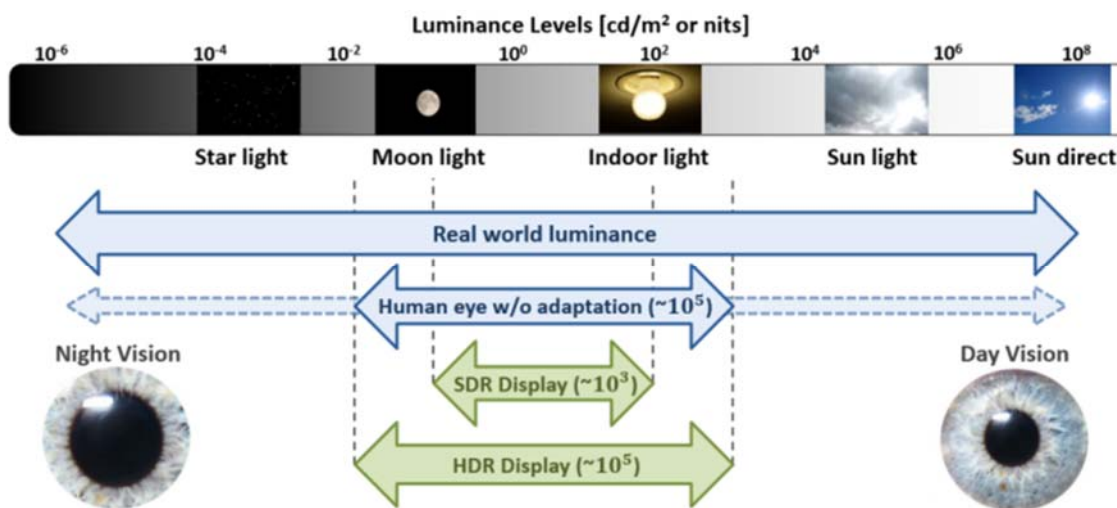 Luminance Levels [cd/m² or nits]
10⁻⁶ 10⁻⁴ 10⁻² 10⁰ 10² 10⁴ 10⁶ 10⁸
Star light Moon light Indoor light Sun light Sun direct
Real world luminance
Human eye w/o adaptation (~10⁵)
Night Vision Day Vision
SDR Display (~10³)
HDR Display (~10⁵)